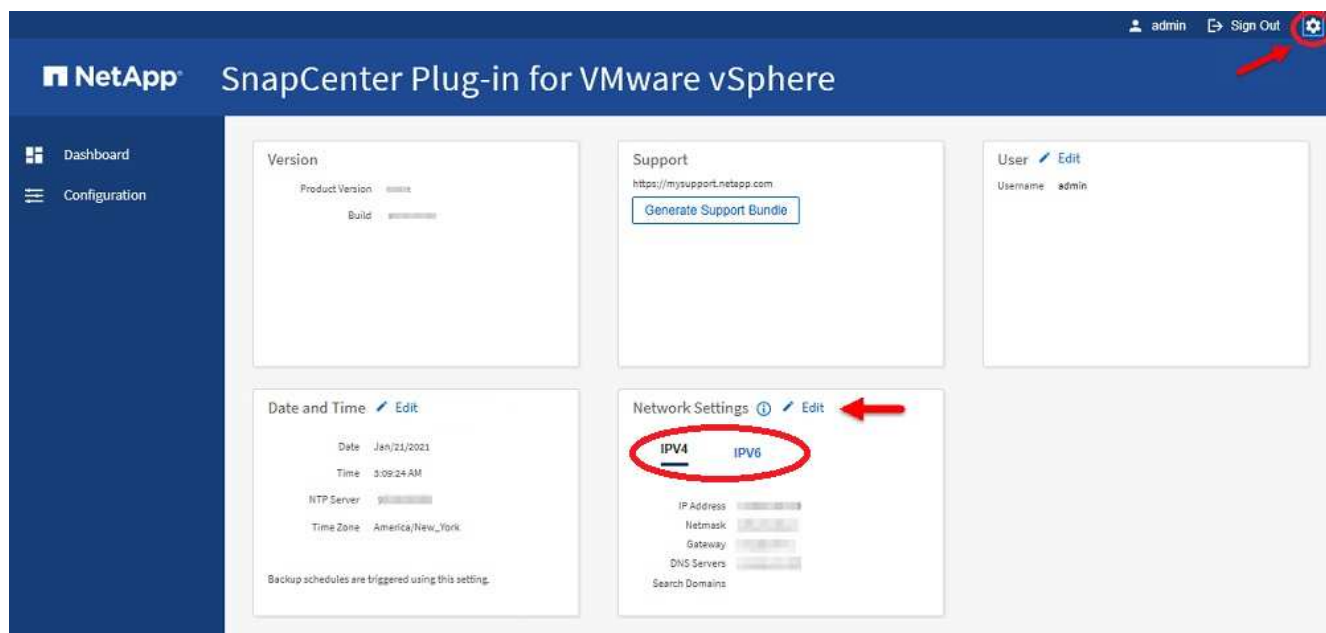 admin Sign Out
NetApp SnapCenter Plug-in for VMware vSphere
Dashboard
Configuration
Version
Product Version
Build
Support
https://mysupport.netapp.com
Generate Support Bundle
User Edit
Username admin
Date and Time Edit
Date Jan/21/2021
Time 3:09:24 AM
NTP Server
Time Zone America/New_York
Backup schedules are triggered using this setting.
Network Settings Edit
IPV4 IPV6
IP Address
Netmask
Gateway
DNS Servers
Search Domains